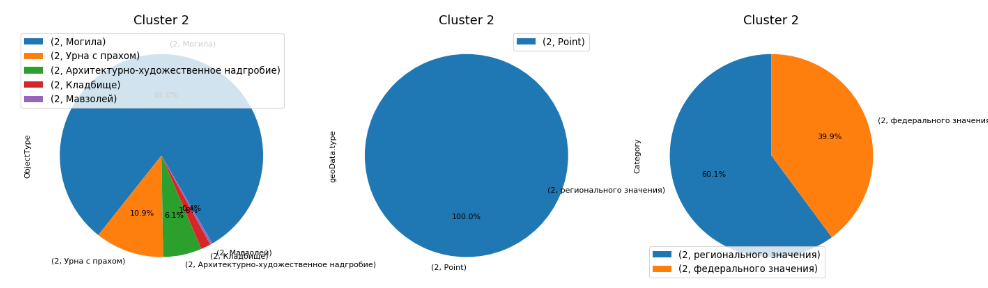 Cluster 2
(2, Могила)
(2, Могила)
(2, Урна с прахом)
(2, Архитектурно-художественное надгробие)
(2, Кладбище)
(2, Мавзолей)
ObjectType
10.9%
6.1%
0.4%
(2, Мавзолей)
(2, Кладбище)
(2, Урна с прахом)
(2, Архитектурно-художественное надгробие)
Cluster 2
(2, Point)
geoData.type
100.0%
(2, Point)
Cluster 2
(2, федерального значения
39.9%
Category
60.1%
(2, регионального значения)
(2, регионального значения)
(2, федерального значения)